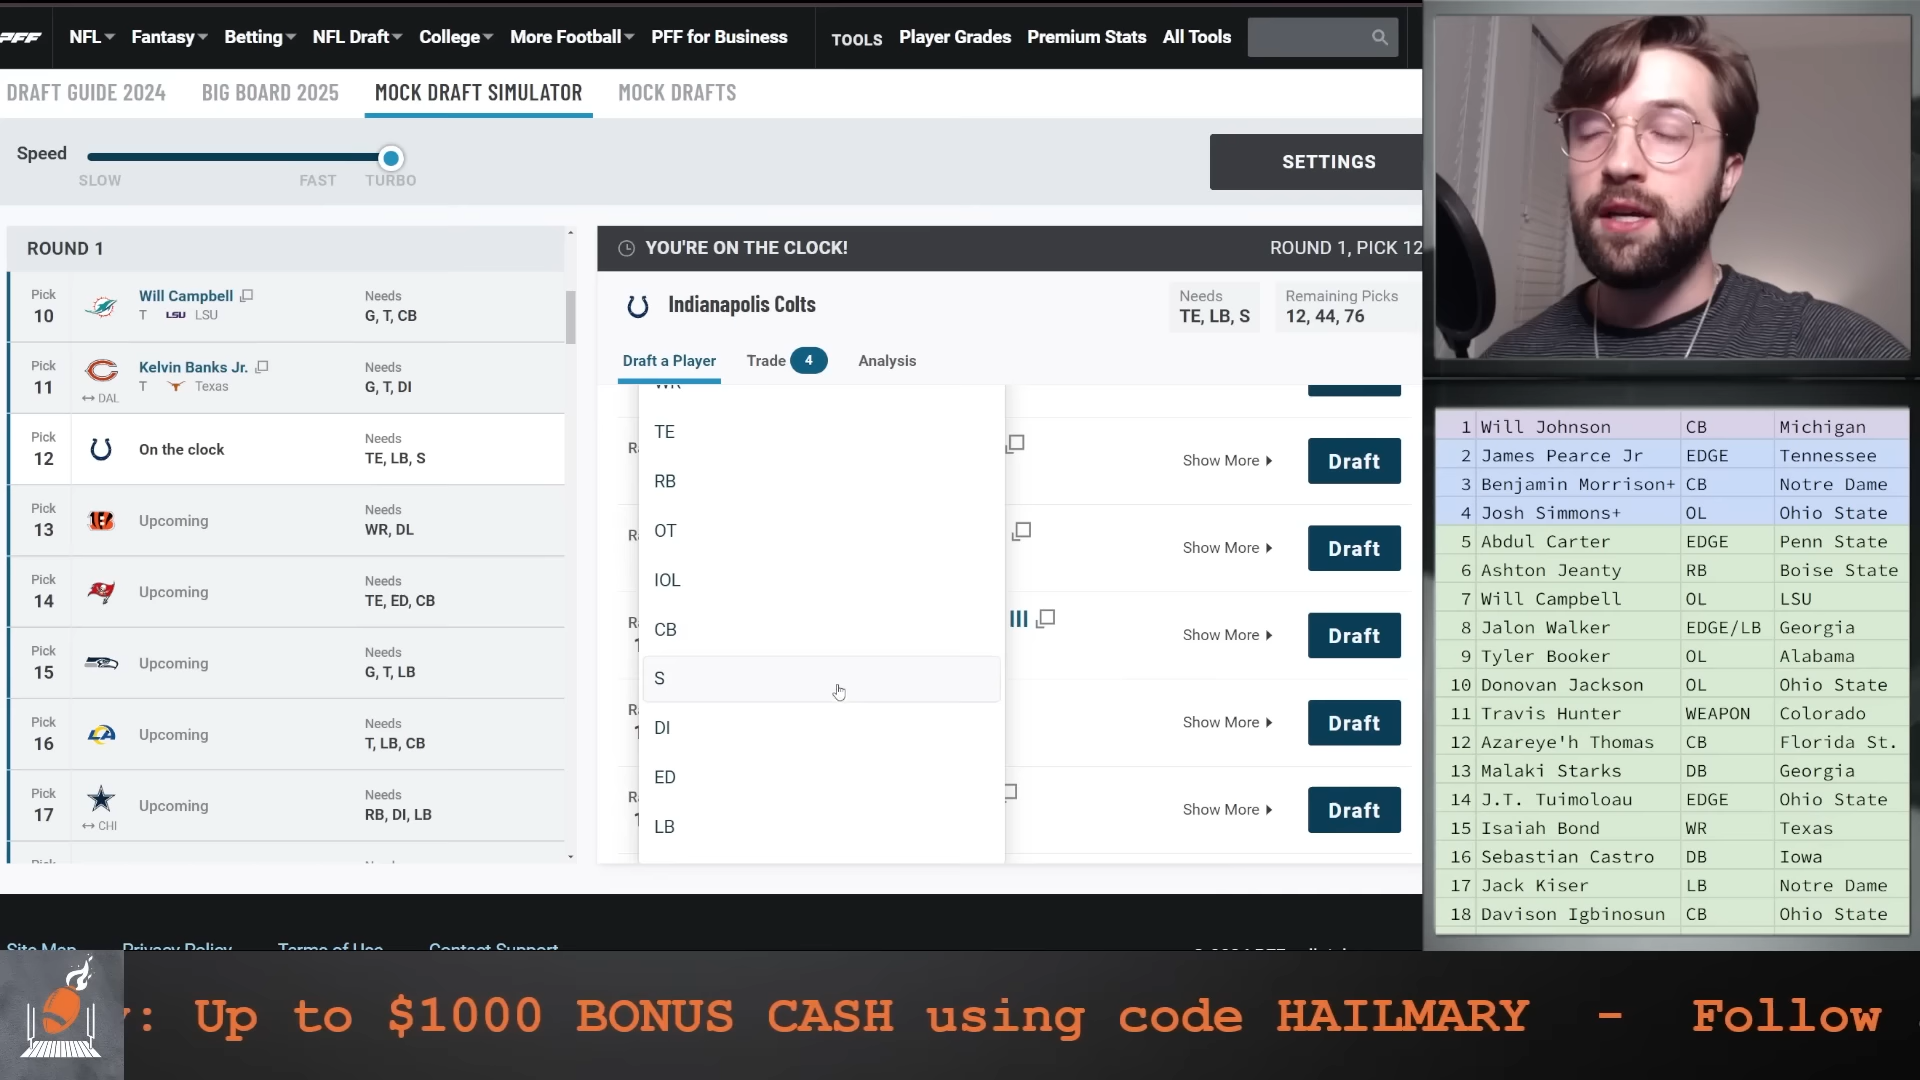 PFF
NFL
Fantasy
Betting
NFL Draft
College
More Football
PFF for Business
TOOLS
Player Grades
Premium Stats
All Tools
DRAFT GUIDE 2024
BIG BOARD 2025
MOCK DRAFT SIMULATOR
MOCK DRAFTS
Speed
SLOW
FAST
TURBO
SETTINGS
ROUND 1
Pick
10
Will Campbell
T LSU LSU
Needs
G, T, CB
Pick
11
Kelvin Banks Jr.
T Texas
↔ DAL
Needs
G, T, DI
Pick
12
On the clock
Needs
TE, LB, S
Pick
13
Upcoming
Needs
WR, DL
Pick
14
Upcoming
Needs
TE, ED, CB
Pick
15
Upcoming
Needs
G, T, LB
Pick
16
Upcoming
Needs
T, LB, CB
Pick
17
Upcoming
↔ CHI
Needs
RB, DI, LB
YOU'RE ON THE CLOCK!
ROUND 1, PICK 12
Indianapolis Colts
Needs
TE, LB, S
Remaining Picks
12, 44, 76
Draft a Player
Trade 4
Analysis
WR
TE
RB
OT
IOL
CB
S
DI
ED
LB
Show More Draft
Show More Draft
III Show More Draft
Show More Draft
Show More Draft
1 Will Johnson CB Michigan
2 James Pearce Jr EDGE Tennessee
3 Benjamin Morrison+ CB Notre Dame
4 Josh Simmons+ OL Ohio State
5 Abdul Carter EDGE Penn State
6 Ashton Jeanty RB Boise State
7 Will Campbell OL LSU
8 Jalon Walker EDGE/LB Georgia
9 Tyler Booker OL Alabama
10 Donovan Jackson OL Ohio State
11 Travis Hunter WEAPON Colorado
12 Azareye'h Thomas CB Florida St.
13 Malaki Starks DB Georgia
14 J.T. Tuimoloau EDGE Ohio State
15 Isaiah Bond WR Texas
16 Sebastian Castro DB Iowa
17 Jack Kiser LB Notre Dame
18 Davison Igbinosun CB Ohio State
Site Map
Privacy Policy
Terms of Use
Contact Support
: Up to $1000 BONUS CASH using code HAILMARY - Follow